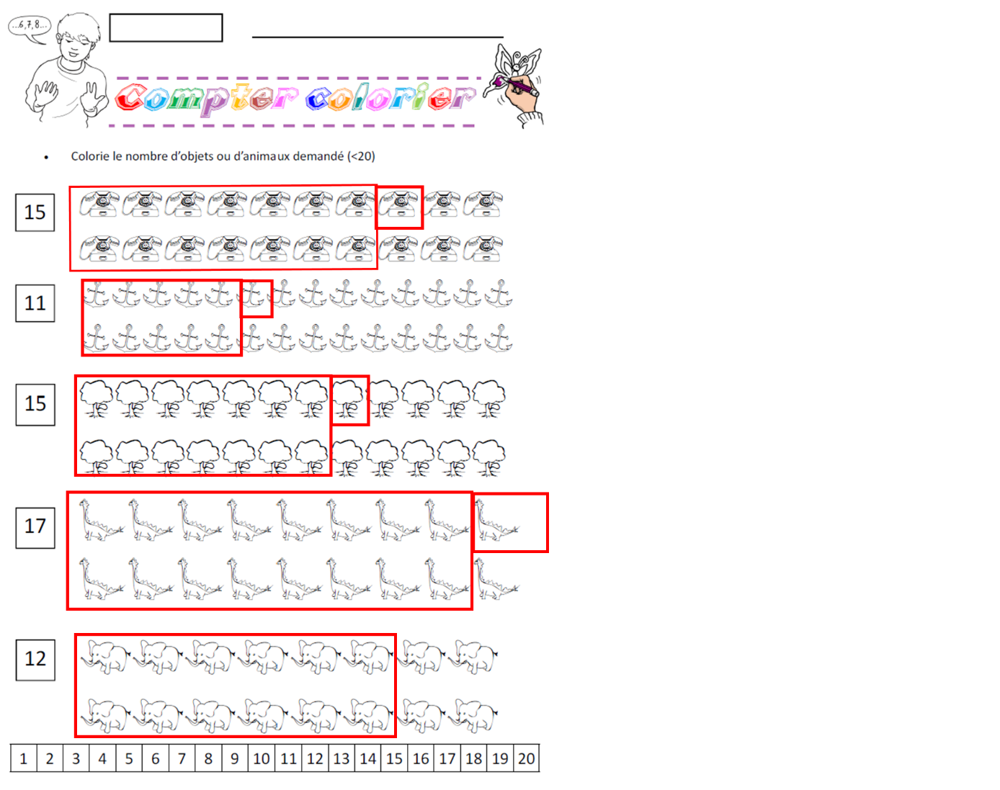 ...6,7,8...
Compter colorier
• Colorie le nombre d'objets ou d'animaux demandé (<20)
15
11
15
17
12
1 2 3 4 5 6 7 8 9 10 11 12 13 14 15 16 17 18 19 20